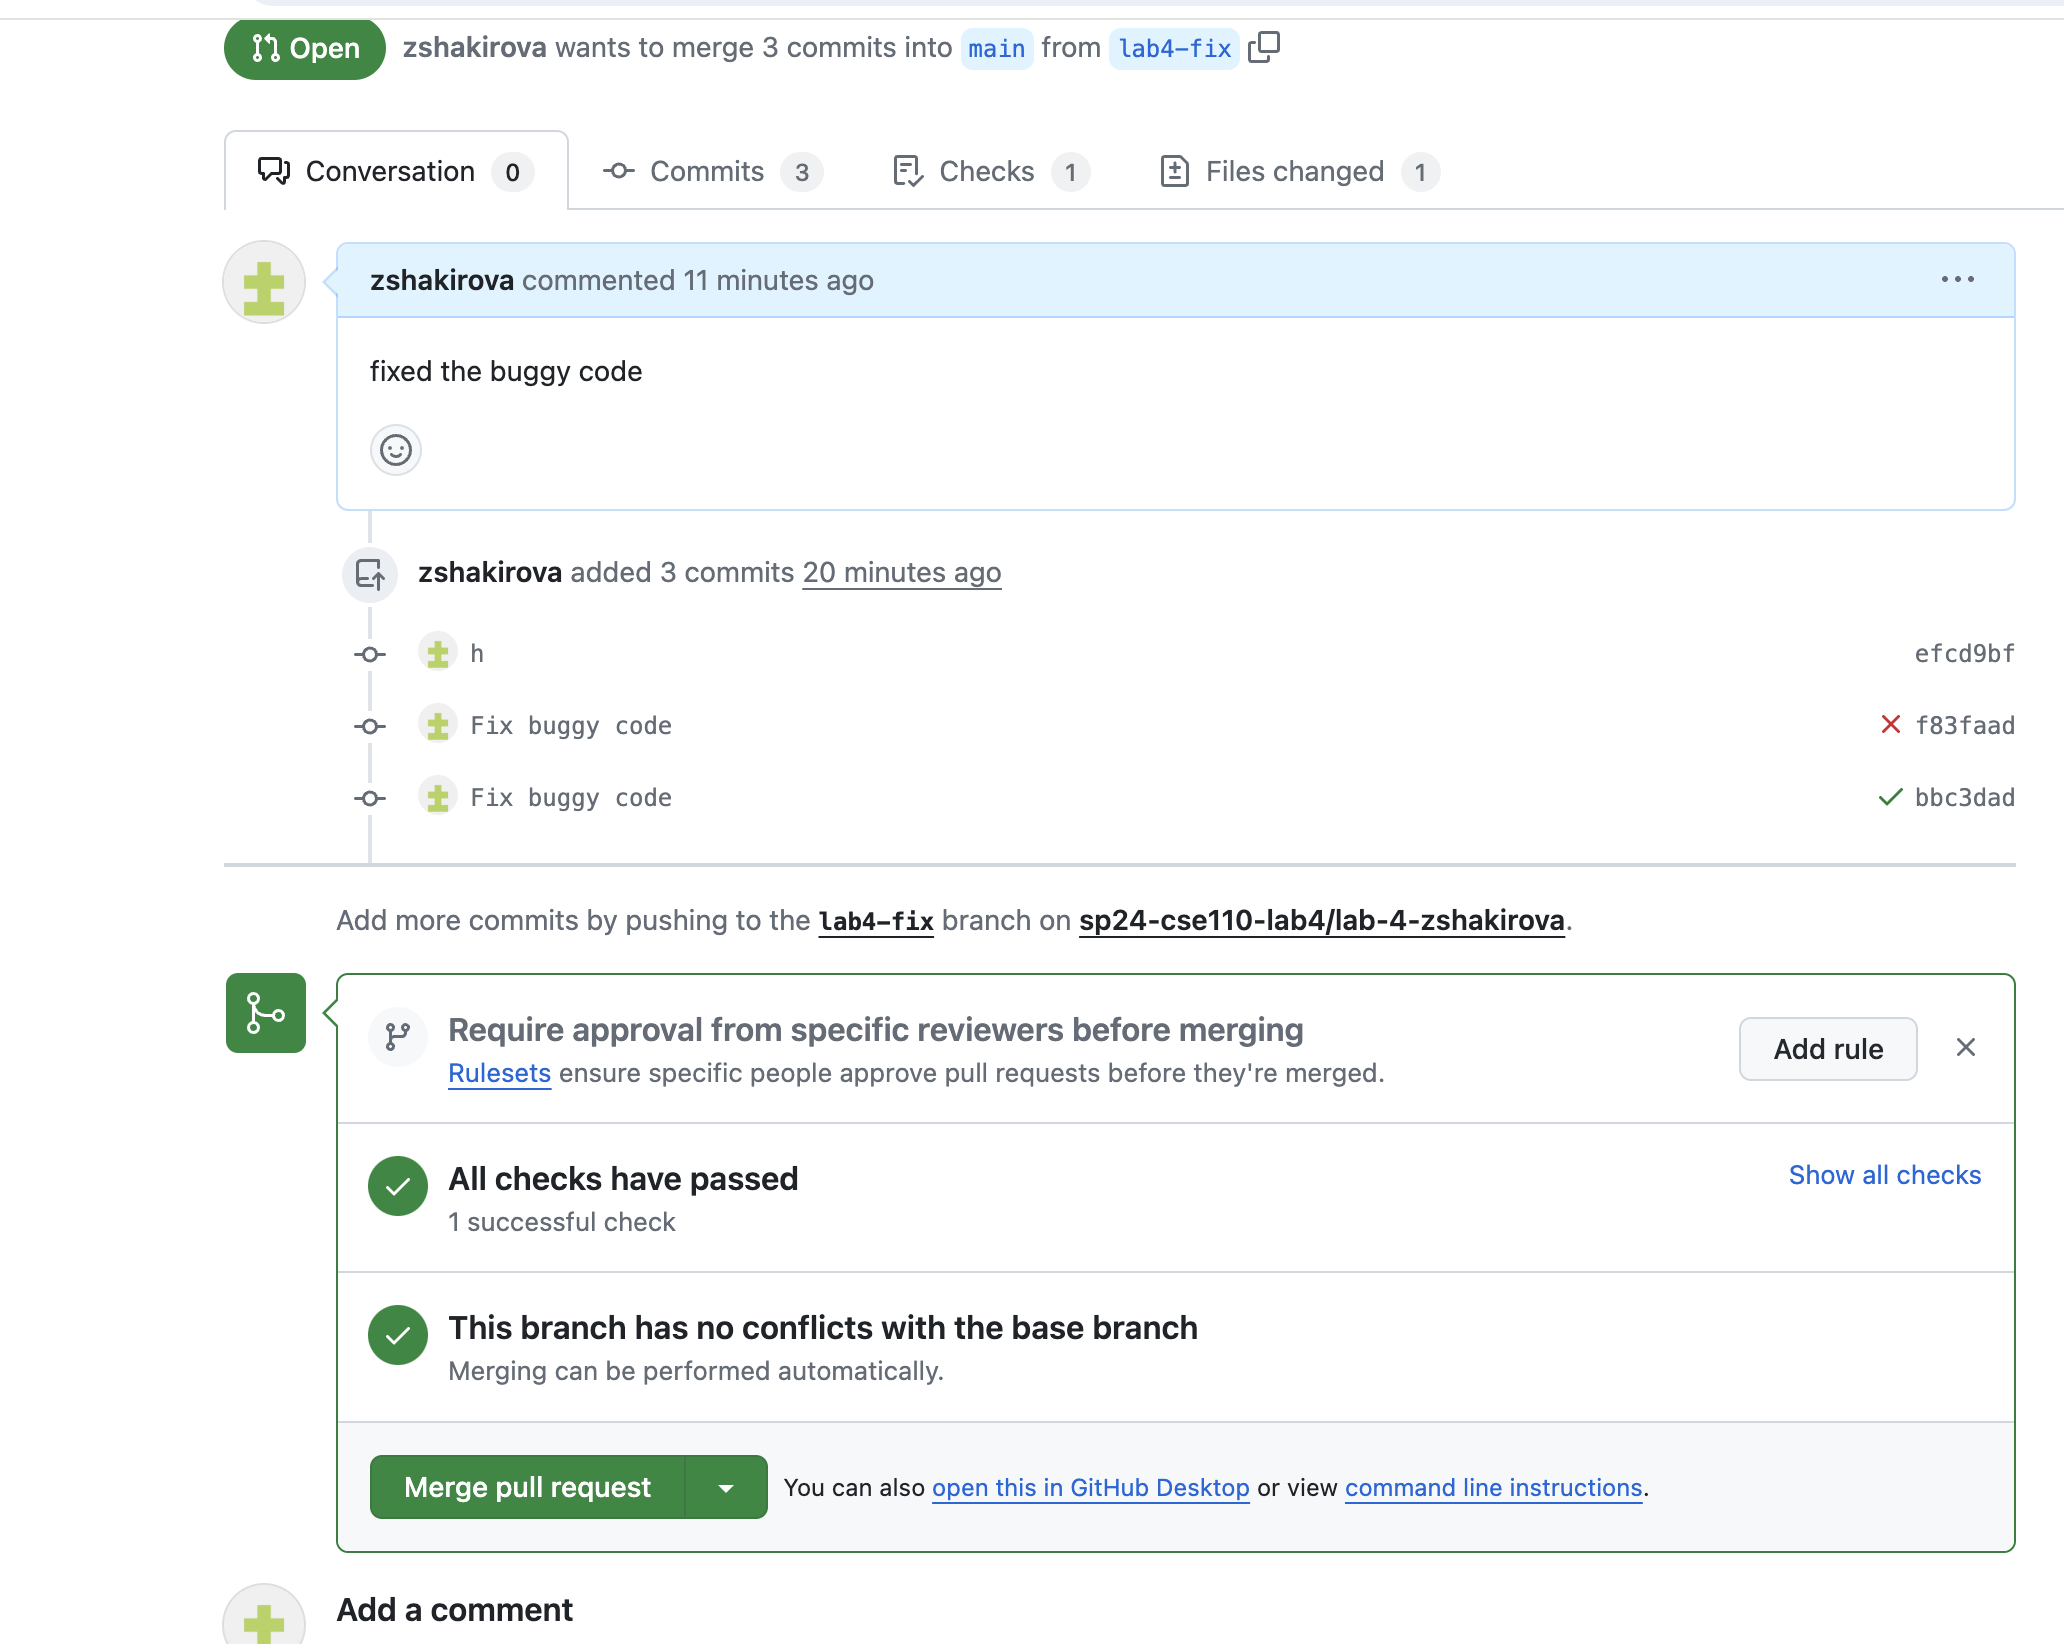 Open zshakirova wants to merge 3 commits into main from lab4-fix
Conversation 0 Commits 3 Checks 1 Files changed 1
zshakirova commented 11 minutes ago
fixed the buggy code
zshakirova added 3 commits 20 minutes ago
h efcd9bf
Fix buggy code f83faad
Fix buggy code bbc3dad
Add more commits by pushing to the lab4-fix branch on sp24-cse110-lab4/lab-4-zshakirova.
Require approval from specific reviewers before merging
Rulesets ensure specific people approve pull requests before they're merged.
Add rule
All checks have passed
1 successful check
Show all checks
This branch has no conflicts with the base branch
Merging can be performed automatically.
Merge pull request You can also open this in GitHub Desktop or view command line instructions.
Add a comment